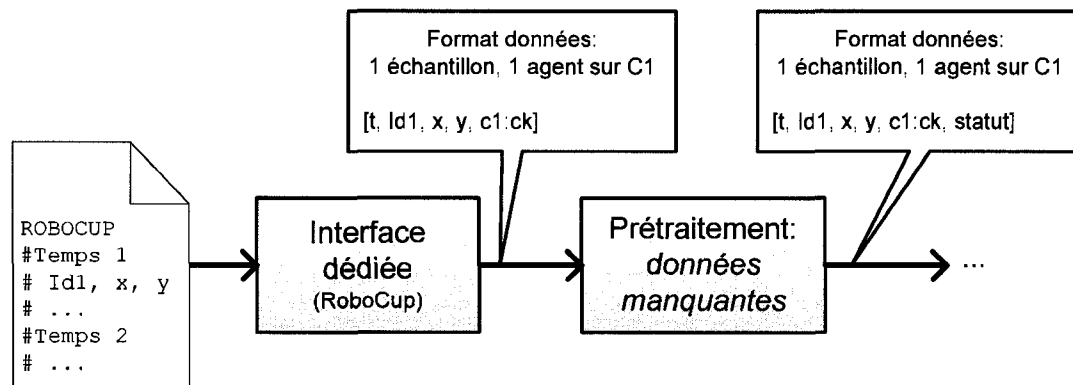 Format données:
1 échantillon, 1 agent sur C1
[t, Id1, x, y, c1:ck]
Format données:
1 échantillon, 1 agent sur C1
[t, Id1, x, y, c1:ck, statut]
ROBOCUP
#Temps 1
# Id1, x, y
# ...
#Temps 2
# ...
Interface
dédiée
(RoboCup)
Prétraitement:
données
manquantes
...